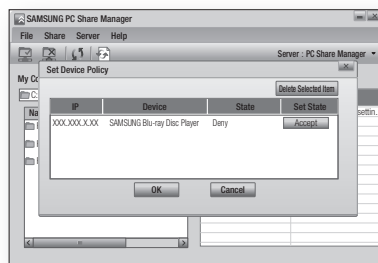 SAMSUNG PC Share Manager
File Share Server Help
Server : PC Share Manager
Set Device Policy
My Co
C:
Delete Selected Item
IP Device State Set State
XXX.XXX.X.XX SAMSUNG Blu-ray Disc Player Deny Accept
Na
settin.
OK Cancel